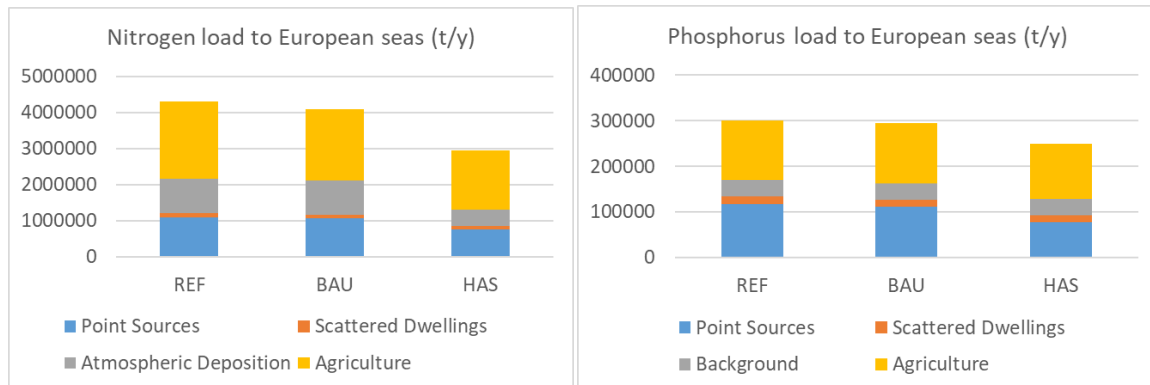 Nitrogen load to European seas (t/y)
5000000
4000000
3000000
2000000
1000000
0
REF BAU HAS
Point Sources Scattered Dwellings
Atmospheric Deposition Agriculture
Phosphorus load to European seas (t/y)
400000
300000
200000
100000
0
REF BAU HAS
Point Sources Scattered Dwellings
Background Agriculture